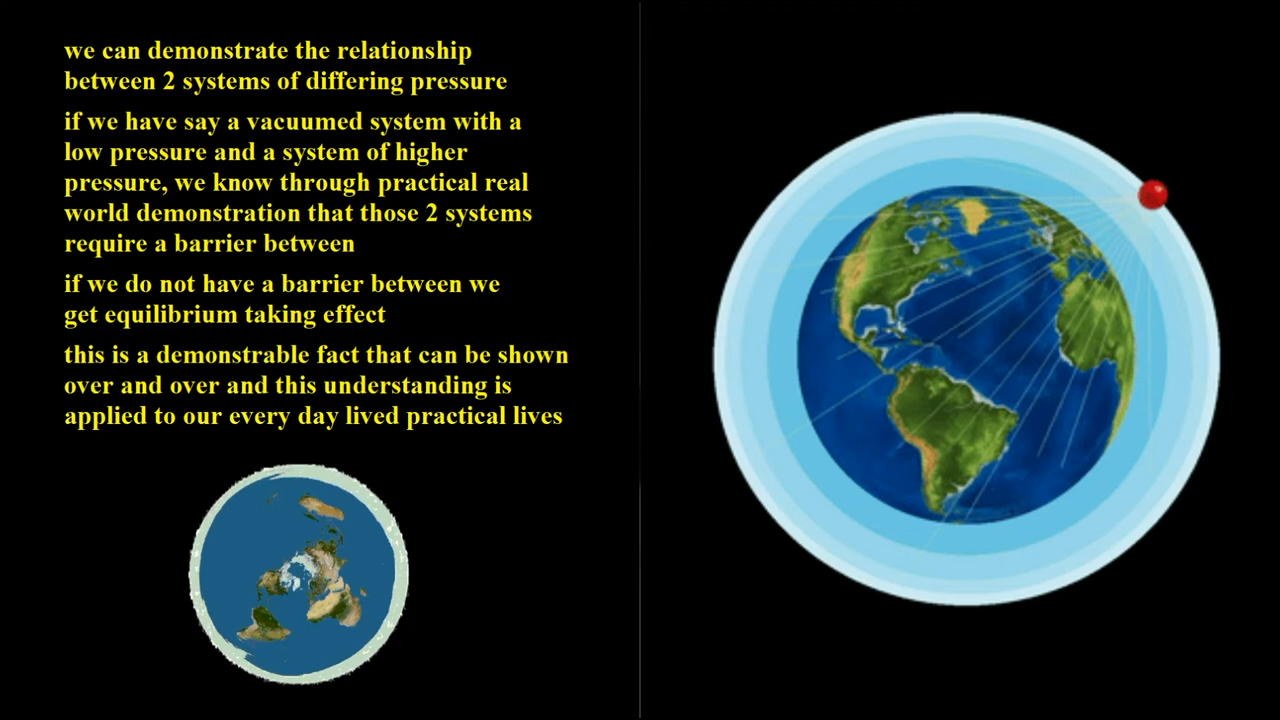 we can demonstrate the relationship
between 2 systems of differing pressure
if we have say a vacuumed system with a
low pressure and a system of higher
pressure, we know through practical real
world demonstration that those 2 systems
require a barrier between
if we do not have a barrier between we
get equilibrium taking effect
this is a demonstrable fact that can be shown
over and over and this understanding is
applied to our every day lived practical lives